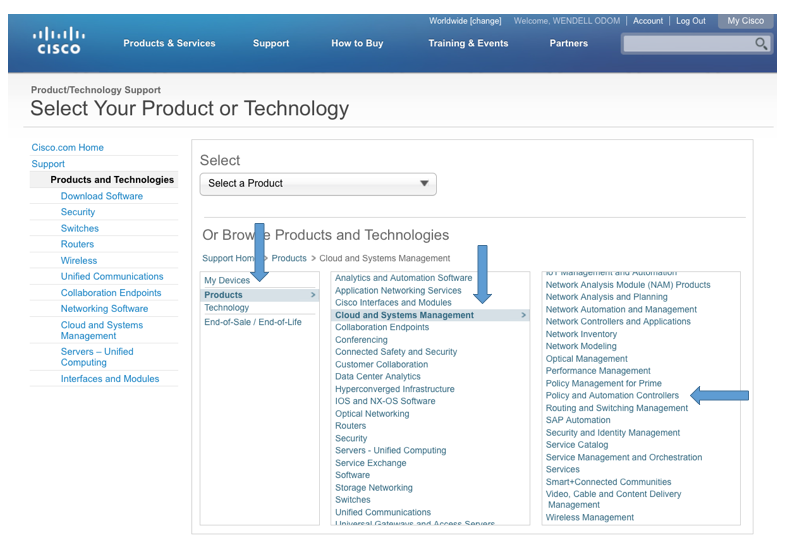 Worldwide [change] Welcome, WENDELL ODOM Account Log Out My Cisco
CISCO
Products & Services Support How to Buy Training & Events Partners
Product/Technology Support
Select Your Product or Technology
Cisco.com Home
Support
Products and Technologies
Download Software
Security
Switches
Routers
Wireless
Unified Communications
Collaboration Endpoints
Networking Software
Cloud and Systems
Management
Servers – Unified
Computing
Interfaces and Modules
Select
Select a Product
Or Browse Products and Technologies
Support Home > Products > Cloud and Systems Management
My Devices
Products >
Technology
End-of-Sale / End-of-Life
Analytics and Automation Software
Application Networking Services
Cisco Interfaces and Modules
Cloud and Systems Management >
Collaboration Endpoints
Conferencing
Connected Safety and Security
Customer Collaboration
Data Center Analytics
Hyperconverged Infrastructure
IOS and NX-OS Software
Optical Networking
Routers
Security
Servers - Unified Computing
Service Exchange
Software
Storage Networking
Switches
Unified Communications
Universal Gateways and Access Servers
IoT Management and Automation
Network Analysis Module (NAM) Products
Network Analysis and Planning
Network Automation and Management
Network Controllers and Applications
Network Inventory
Network Modeling
Optical Management
Performance Management
Policy Management for Prime
Policy and Automation Controllers
Routing and Switching Management
SAP Automation
Security and Identity Management
Service Catalog
Service Management and Orchestration
Services
Smart+Connected Communities
Video, Cable and Content Delivery
Management
Wireless Management